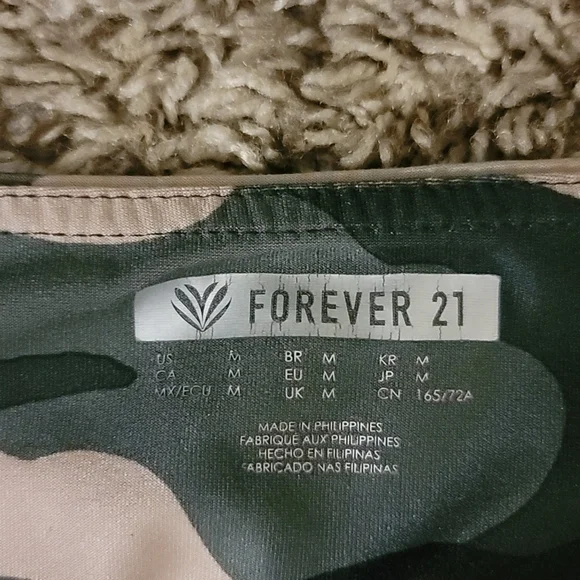 FOREVER 21
US M BR M KR M
CA M EU M JP M
MX/ECU M UK M CN 165/72A
MADE IN PHILIPPINES
FABRIQUÉ AUX PHILIPPINES
HECHO EN FILIPINAS
FABRICADO NAS FILIPINAS